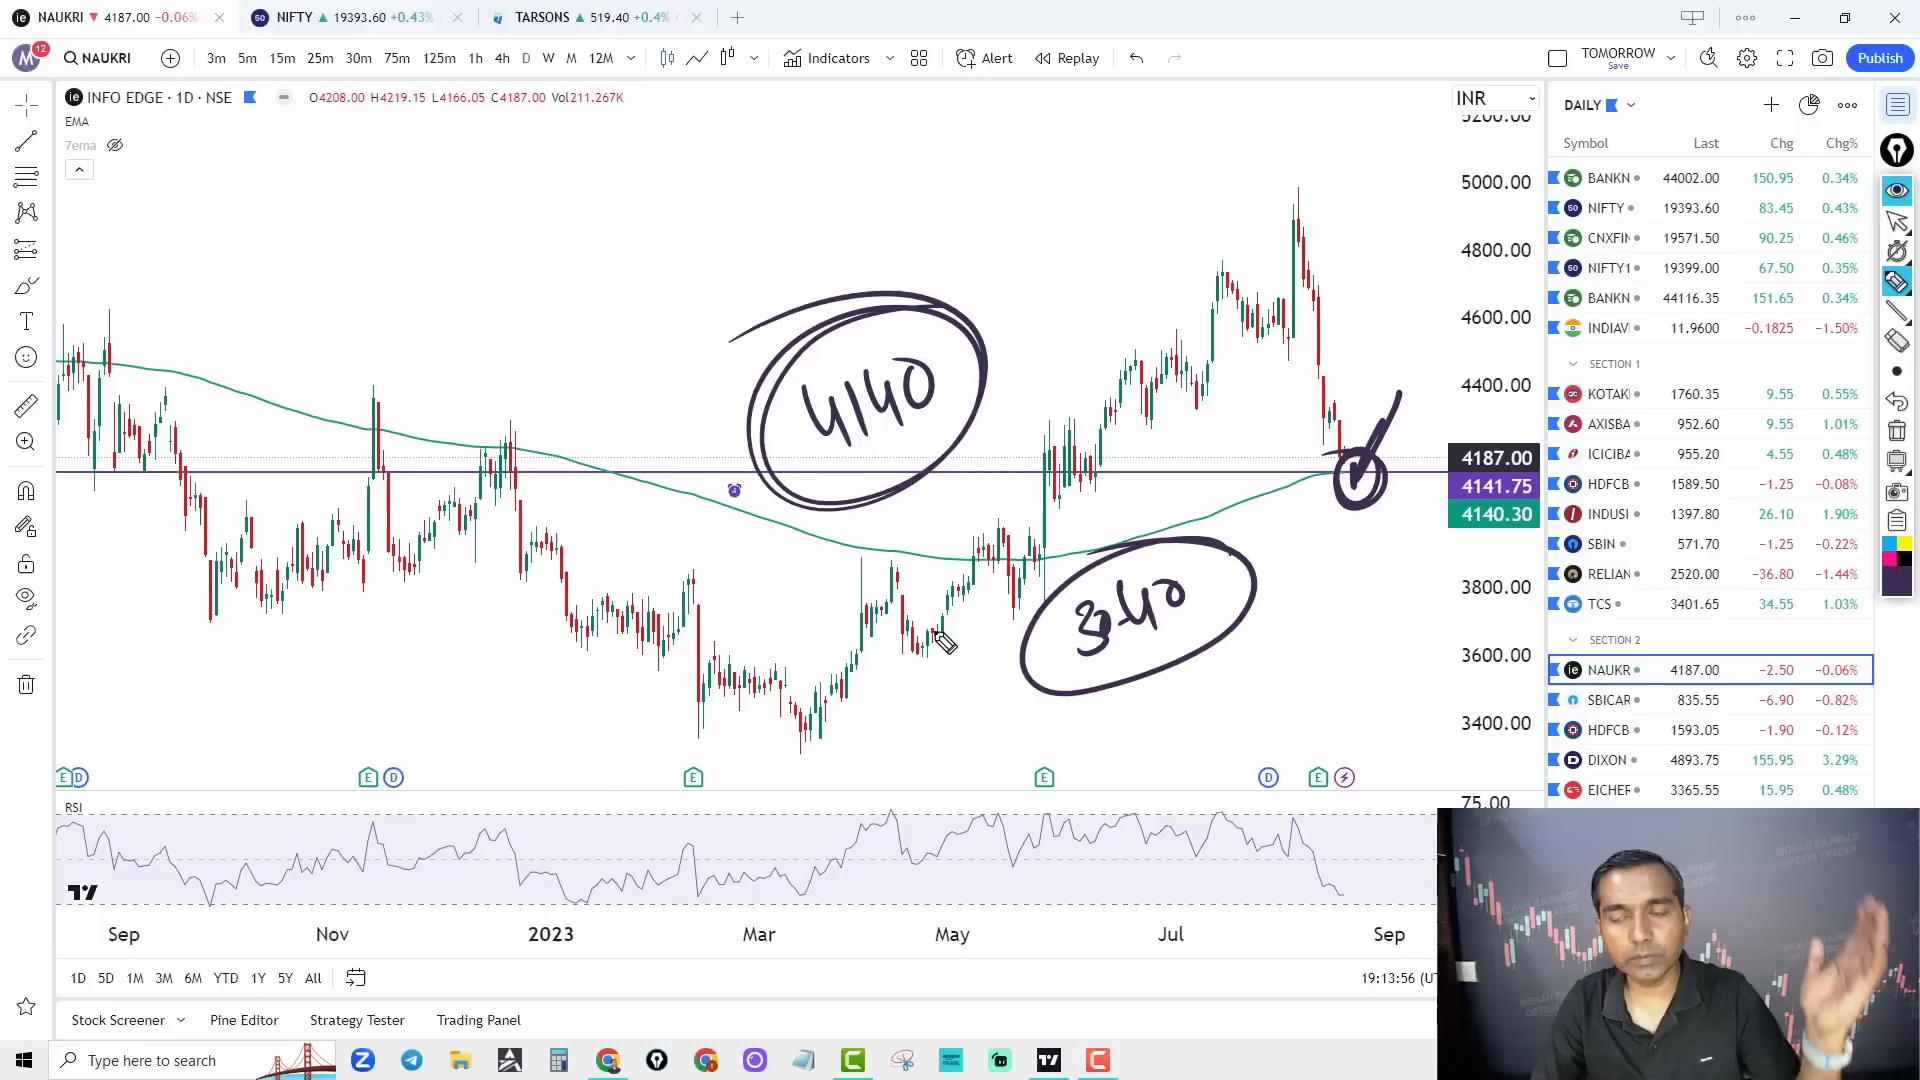 NAUKRI ▼ 4187.00 −0.06%
NIFTY ▲ 19393.60 +0.43%
TARSONS ▲ 519.40 +0.4%
M 12 NAUKRI 3m 5m 15m 25m 30m 75m 125m 1h 4h D W M 12M Indicators Alert Replay TOMORROW Save Publish
INFO EDGE · 1D · NSE O4208.00 H4219.15 L4166.05 C4187.00 Vol211.267K
EMA
7ema
INR
5200.00
5000.00
4800.00
4600.00
4400.00
4187.00
4141.75
4140.30
3800.00
3600.00
3400.00
75.00
4140
30-40
E D E D E E D E
RSI
Sep Nov 2023 Mar May Jul Sep
1D 5D 1M 3M 6M YTD 1Y 5Y All
19:13:56 (UT
Stock Screener Pine Editor Strategy Tester Trading Panel
DAILY
Symbol Last Chg Chg%
BANKN 44002.00 150.95 0.34%
50 NIFTY 19393.60 83.45 0.43%
CNXFIN 19571.50 90.25 0.46%
50 NIFTY1 19399.00 67.50 0.35%
BANKN 44116.35 151.65 0.34%
INDIAV 11.9600 −0.1825 −1.50%
SECTION 1
KOTAK 1760.35 9.55 0.55%
AXISBA 952.60 9.55 1.01%
ICICIBA 955.20 4.55 0.48%
HDFCB 1589.50 −1.25 −0.08%
INDUSI 1397.80 26.10 1.90%
SBIN 571.70 −1.25 −0.22%
RELIAN 2520.00 −36.80 −1.44%
TCS 3401.65 34.55 1.03%
SECTION 2
NAUKR 4187.00 −2.50 −0.06%
SBICAR 835.55 −6.90 −0.82%
HDFCB 1593.05 −1.90 −0.12%
DIXON 4893.75 155.95 3.29%
EICHER 3365.55 15.95 0.48%
MOHAN RAJWADE
OPTION TRADER
Type here to search